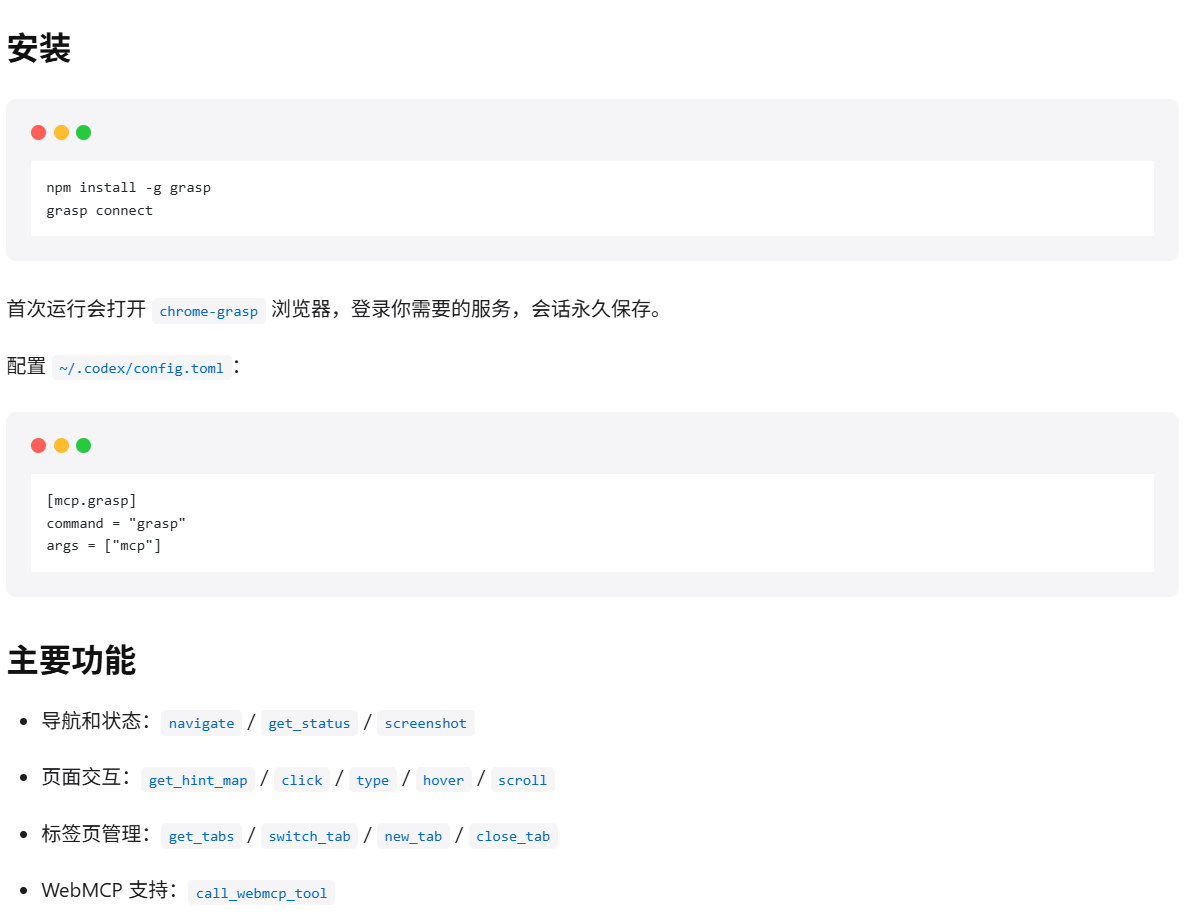 安装
npm install -g grasp
grasp connect
首次运行会打开 chrome-grasp 浏览器，登录你需要的服务，会话永久保存。
配置 ~/.codex/config.toml：
[mcp.grasp]
command = "grasp"
args = ["mcp"]
主要功能
• 导航和状态：navigate / get_status / screenshot
• 页面交互：get_hint_map / click / type / hover / scroll
• 标签页管理：get_tabs / switch_tab / new_tab / close_tab
• WebMCP 支持：call_webmcp_tool